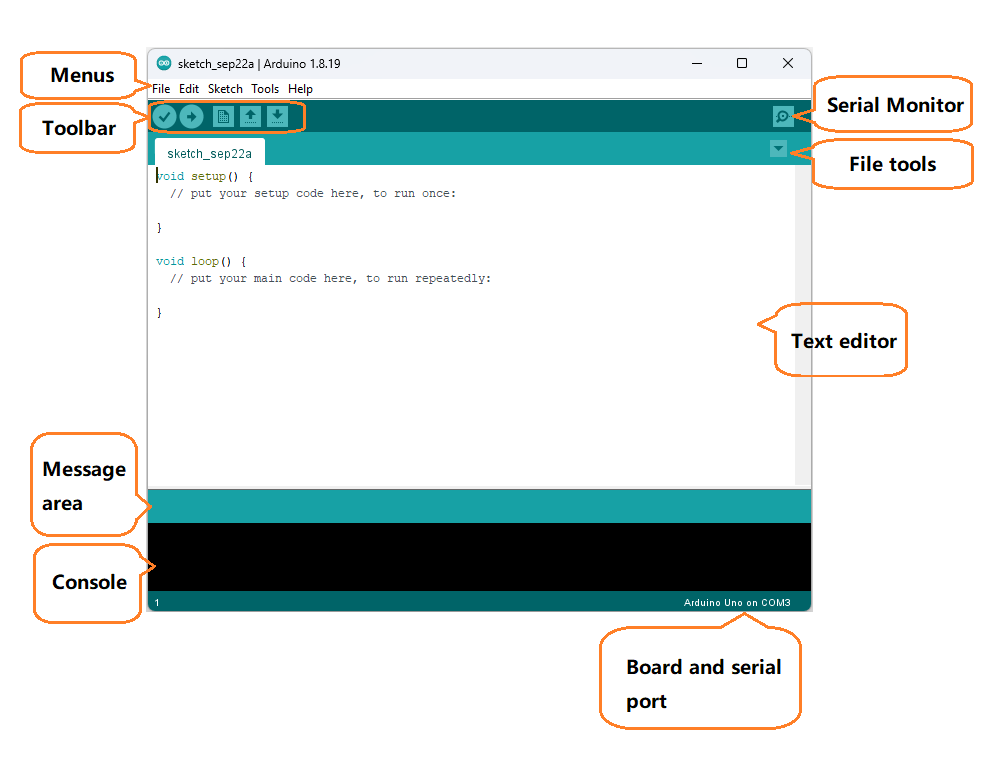 sketch_sep22a | Arduino 1.8.19
Menus
File Edit Sketch Tools Help
Toolbar
Serial Monitor
File tools
sketch_sep22a
void setup() {
// put your setup code here, to run once:
}
void loop() {
// put your main code here, to run repeatedly:
}
Text editor
Message
area
Console
1
Arduino Uno on COM3
Board and serial
port